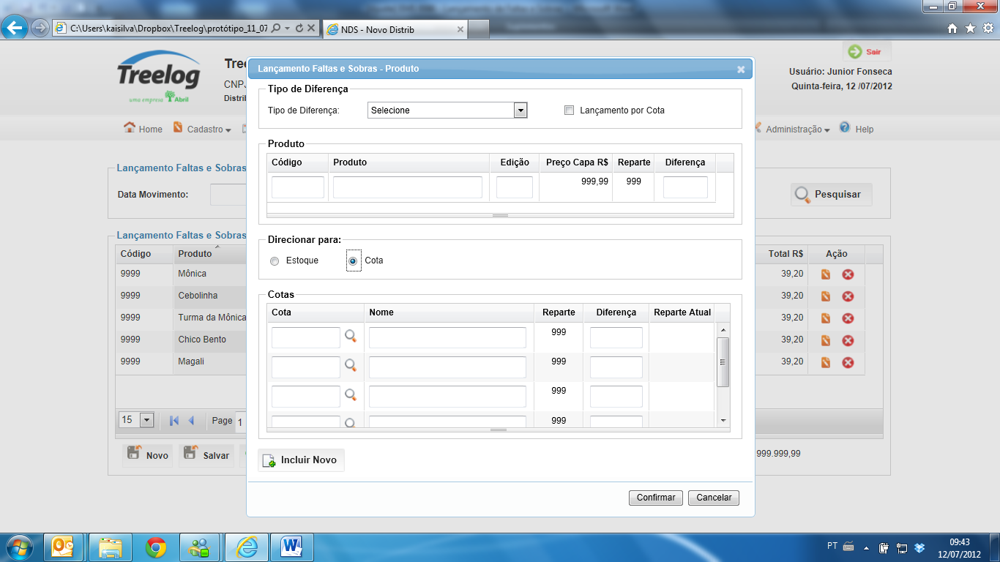 C:\Users\kaisilva\Dropbox\Treelog\protótipo_11_07
NDS - Novo Distrib
Treelog
uma empresa Abril
Tree
CNPJ
Distri
Sair
Usuário: Junior Fonseca
Quinta-feira, 12 /07/2012
Home
Cadastro
Administração
Help
Lançamento Faltas e Sobras
Data Movimento:
Pesquisar
Lançamento Faltas e Sobras
Código Produto Total R$ Ação
9999 Mônica 39,20
9999 Cebolinha 39,20
9999 Turma da Mônica 39,20
9999 Chico Bento 39,20
9999 Magali 39,20
15 Page 1
Novo Salvar 999.999,99
Lançamento Faltas e Sobras - Produto
Tipo de Diferença
Tipo de Diferença: Selecione Lançamento por Cota
Produto
Código Produto Edição Preço Capa R$ Reparte Diferença
999,99 999
Direcionar para:
Estoque Cota
Cotas
Cota Nome Reparte Diferença Reparte Atual
999
999
999
999
Incluir Novo
Confirmar Cancelar
PT
09:43
12/07/2012